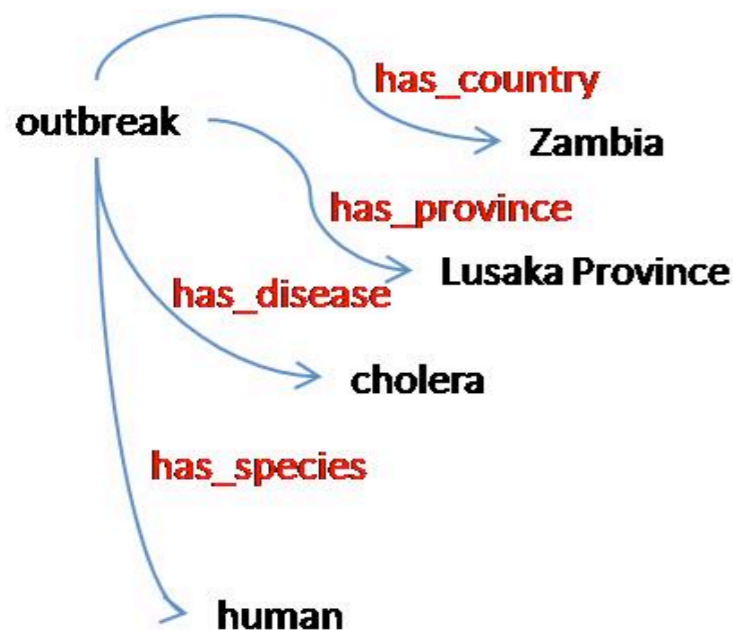 has_country
outbreak
Zambia
has_province
Lusaka Province
has_disease
cholera
has_species
human